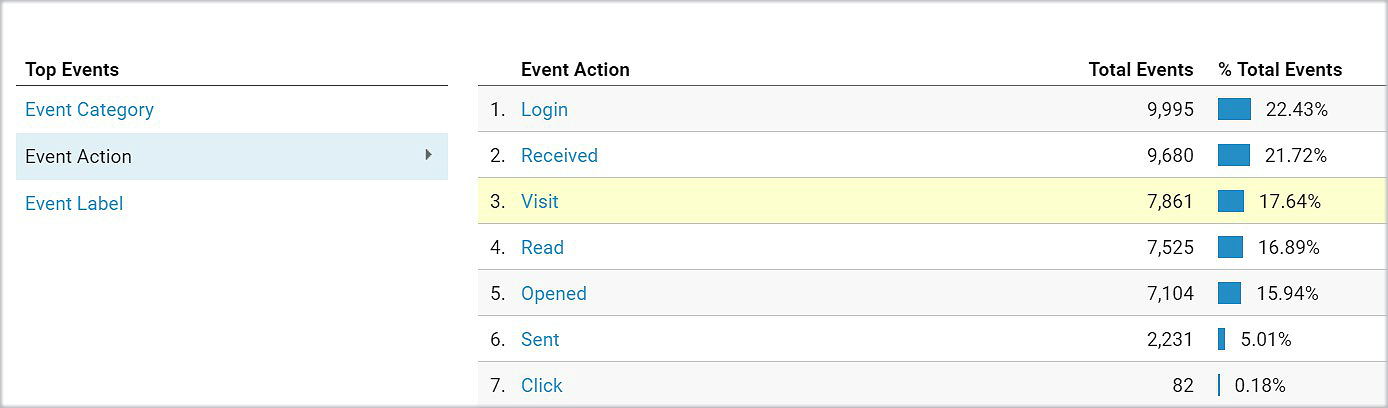 Top Events
Event Category
Event Action
Event Label
Event Action Total Events % Total Events
1. Login 9,995 22.43%
2. Received 9,680 21.72%
3. Visit 7,861 17.64%
4. Read 7,525 16.89%
5. Opened 7,104 15.94%
6. Sent 2,231 5.01%
7. Click 82 0.18%